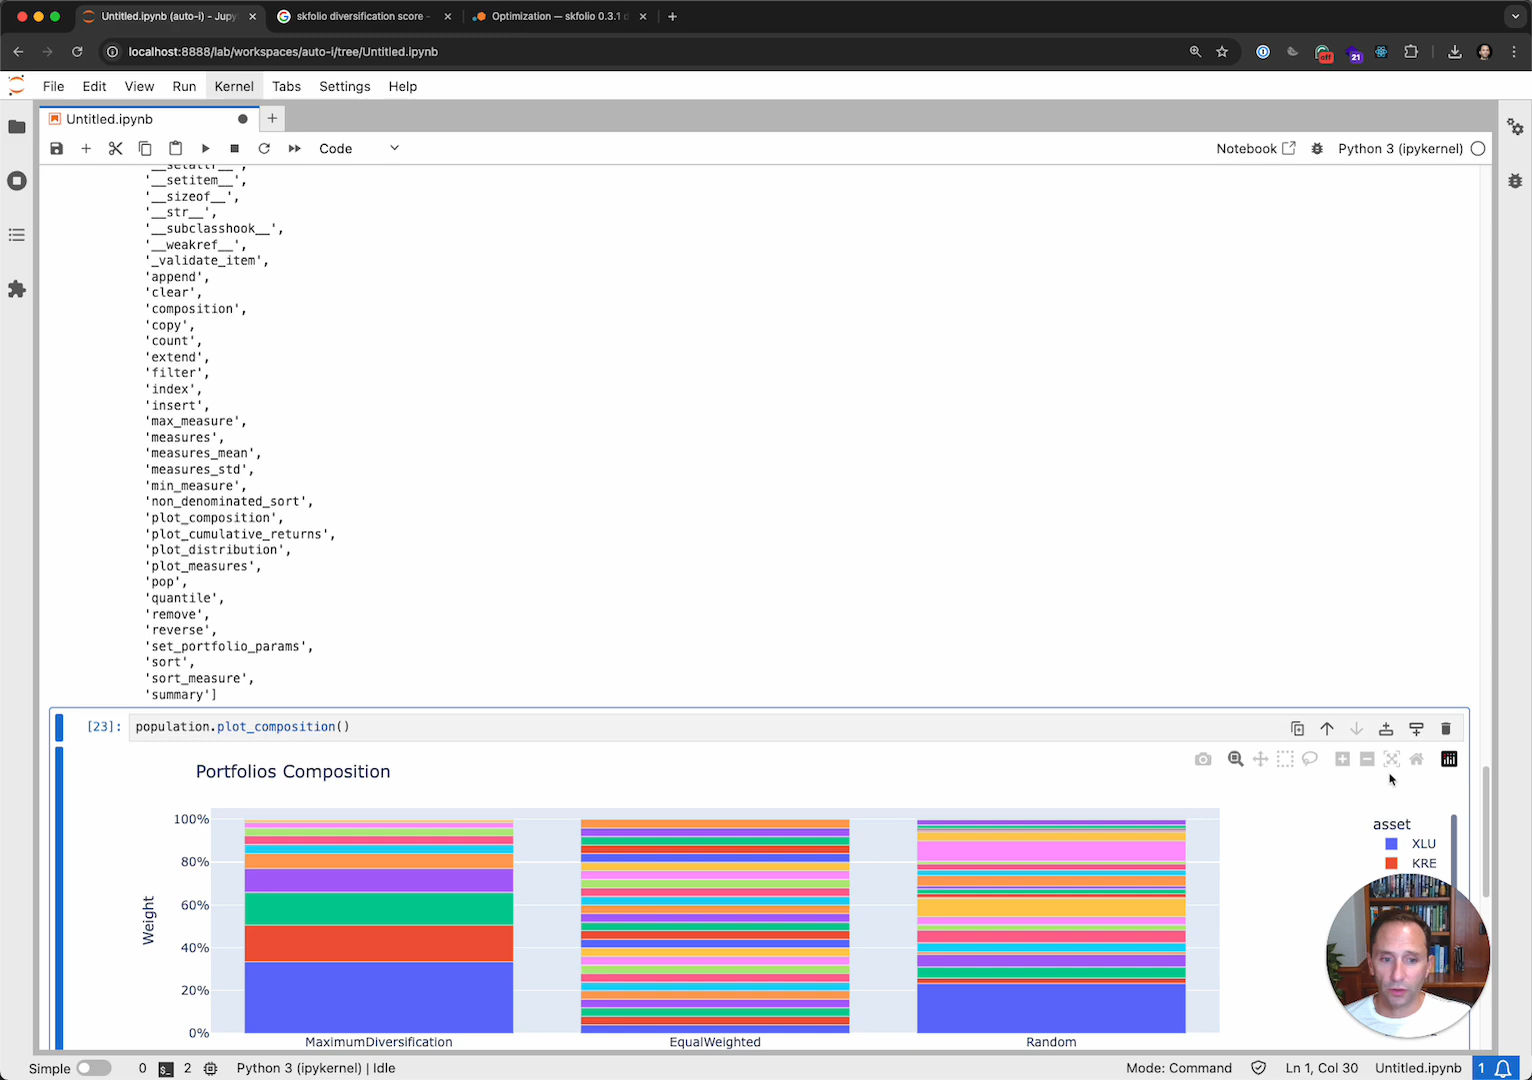 Untitled.ipynb (auto-i) - Jupy
skfolio diversification score -
Optimization — skfolio 0.3.1 d
localhost:8888/lab/workspaces/auto-l/tree/Untitled.ipynb
off
21
File Edit View Run Kernel Tabs Settings Help
Untitled.ipynb
Code
Notebook
Python 3 (ipykernel)
'__setattr__',
'__setitem__',
'__sizeof__',
'__str__',
'__subclasshook__',
'__weakref__',
'_validate_item',
'append',
'clear',
'composition',
'copy',
'count',
'extend',
'filter',
'index',
'insert',
'max_measure',
'measures',
'measures_mean',
'measures_std',
'min_measure',
'non_denominated_sort',
'plot_composition',
'plot_cumulative_returns',
'plot_distribution',
'plot_measures',
'pop',
'quantile',
'remove',
'reverse',
'set_portfolio_params',
'sort',
'sort_measure',
'summary']
[23]: population.plot_composition()
Portfolios Composition
100%
80%
60%
40%
20%
0%
Weight
MaximumDiversification
EqualWeighted
Random
asset
XLU
KRE
Simple 0 2 Python 3 (ipykernel) | Idle
Mode: Command
Ln 1, Col 30
Untitled.ipynb
1